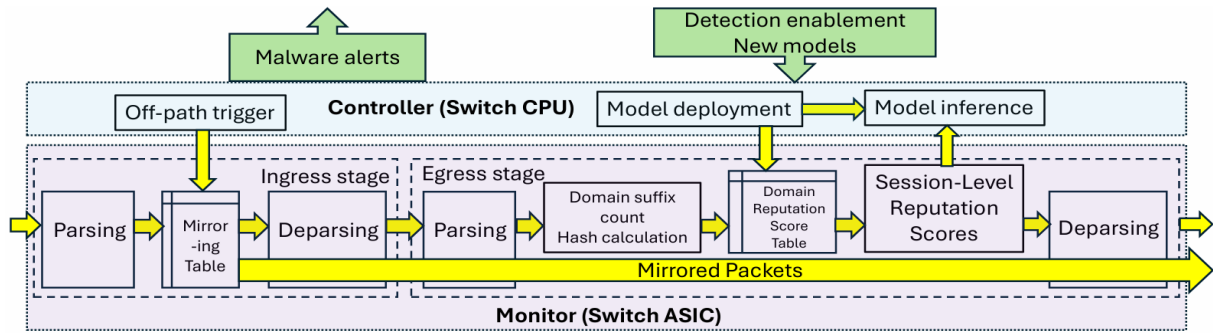 Malware alerts
Detection enablement
New models
Off-path trigger
Controller (Switch CPU)
Model deployment
Model inference
Ingress stage
Egress stage
Parsing
Mirror
-ing
Table
Deparsing
Parsing
Domain suffix
count
Hash calculation
Domain
Reputation
Score
Table
Session-Level
Reputation
Scores
Deparsing
Mirrored Packets
Monitor (Switch ASIC)